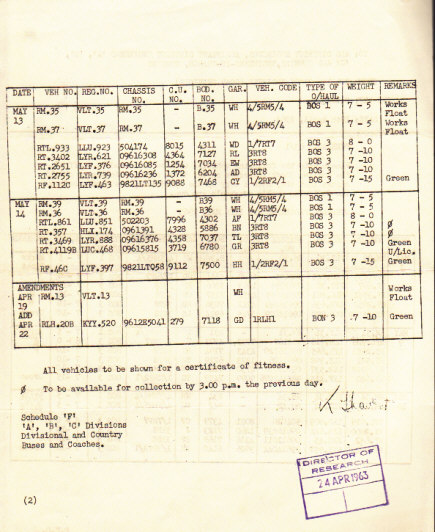 DATE VEH NO. REG.NO. CHASSIS NO. C.U. NO. BOD. NO. GAR. VEH. CODE TYPE OF O/HAUL WEIGHT REMARKS
MAY 13 RM.35 VLT.35 RM.35 - B.35 WH 4/5RM5/4 BOS 1 7 - 5 Works Float
RM.37 VLT.37 RM.37 - B.37 WH 4/5RM5/4 BOS 1 7 - 5 Works Float
RTL.933 LLU.923 504174 8015 4311 WD 1/7RT7 BOS 3 8 - 0
RT.3402 LYR.621 09616308 4364 7127 RL 3RT8 BOS 3 7 -10
RT.2651 LYF.376 09616085 1254 7034 EW 3RT8 BOS 3 7 -10
RT.2755 LYR.739 09616236 1372 6204 AD 3RT8 BOS 3 7 -10
RF.1120 LYF.463 9821LT135 9088 7468 CY 1/2RF2/1 BOS 3 7 -15 Green
MAY 14 RM.39 VLT.39 RM.39 - B39 WH 4/5RM5/4 BOS 1 7 - 5
RM.36 VLT.36 RM.36 - B36 WH 4/5RM5/4 BOS 1 7 - 5
RTL.861 LLU.851 502203 7996 4302 AF 1/7RT7 BOS 3 8 - 0
RT.357 HLX.174 0961391 4328 5886 BN 3RT3 BOS 3 7 -10 Ø
RT.3469 LYR.888 09616376 4358 7037 TL 3RT8 BOS 3 7 -10 Ø
RT.4119B LUC.468 09615815 3719 6780 GR 3RT3 BOS 3 7 -10 Green U/Lic.
RF.460 LYF.397 9821LTQ58 9112 7500 HH 1/2RF2/1 BOS 3 7 -15 Green
AMENDMENTS
APR 19 RM.13 VLT.13 WH Works Float
ADD
APR 22 RLH.20B KYY.520 9612E5041 279 7118 GD 1RLH1 BON 3 .7 -10 Green
All vehicles to be shown for a certificate of fitness.
Ø To be available for collection by 3.00 p.m. the previous day.
Schedule 'F'
'A', 'B', 'C' Divisions
Divisional and Country
Buses and Coaches.
DIRECTOR OF
RESEARCH
24 APR 1963
(2)